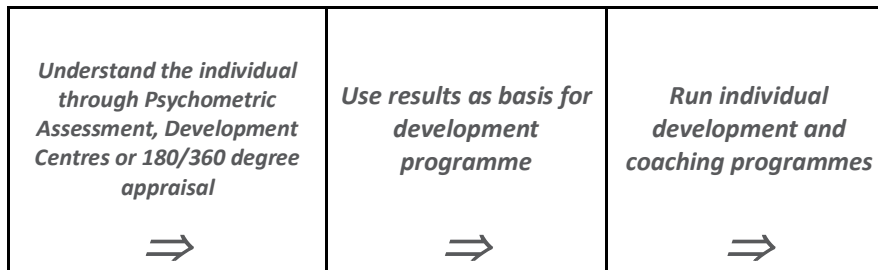 Understand the individual
through Psychometric
Assessment, Development
Centres or 180/360 degree
appraisal
⇒
Use results as basis for
development
programme
⇒
Run individual
development and
coaching programmes
⇒